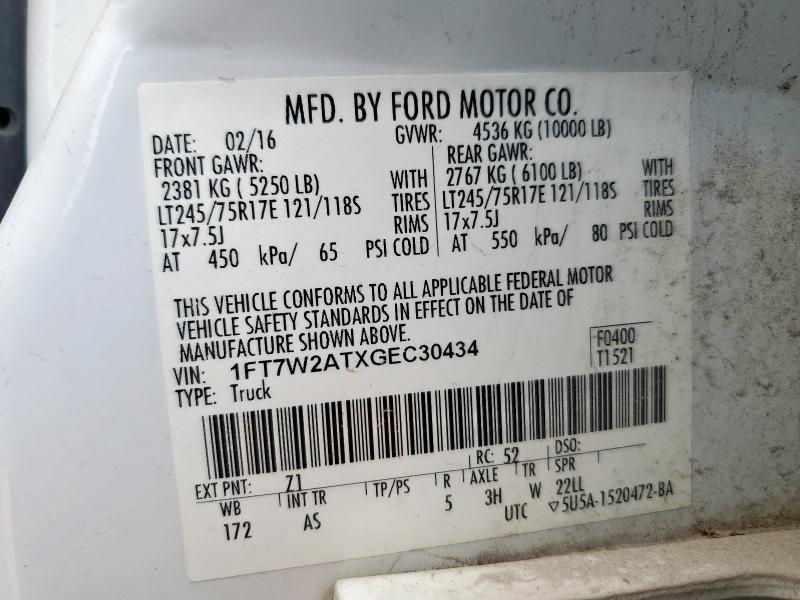 MFD. BY FORD MOTOR CO.
DATE: 02/16 GVWR: 4536 KG (10000 LB)
FRONT GAWR: REAR GAWR:
2381 KG ( 5250 LB) WITH 2767 KG ( 6100 LB) WITH
LT245/75R17E 121/118S TIRES LT245/75R17E 121/118S TIRES
17x7.5J RIMS 17x7.5J RIMS
AT 450 kPa/ 65 PSI COLD AT 550 kPa/ 80 PSI COLD
THIS VEHICLE CONFORMS TO ALL APPLICABLE FEDERAL MOTOR
VEHICLE SAFETY STANDARDS IN EFFECT ON THE DATE OF
MANUFACTURE SHOWN ABOVE.
VIN: 1FT7W2ATXGEC30434 F0400
TYPE: Truck T1521
EXT PNT: Z1 RC: 52 DSO:
WB INT TR TP/PS R AXLE TR SPR
172 AS 5 3H W 22LL
UTC ▽5U5A-1520472-BA